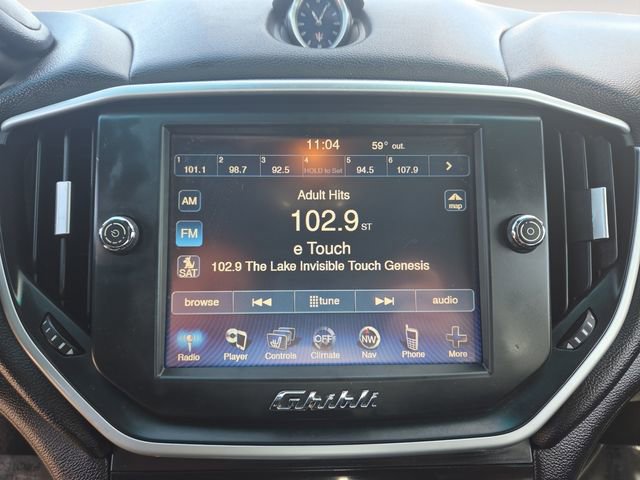 11:04 59° out.
1 2 3 4 5 6
101.1 98.7 92.5 HOLD to Set 94.5 107.9
Adult Hits
AM map
102.9 ST
FM
e Touch
SAT 102.9 The Lake Invisible Touch Genesis
browse tune audio
OFF NW
Radio Player Controls Climate Nav Phone More
Ghibli